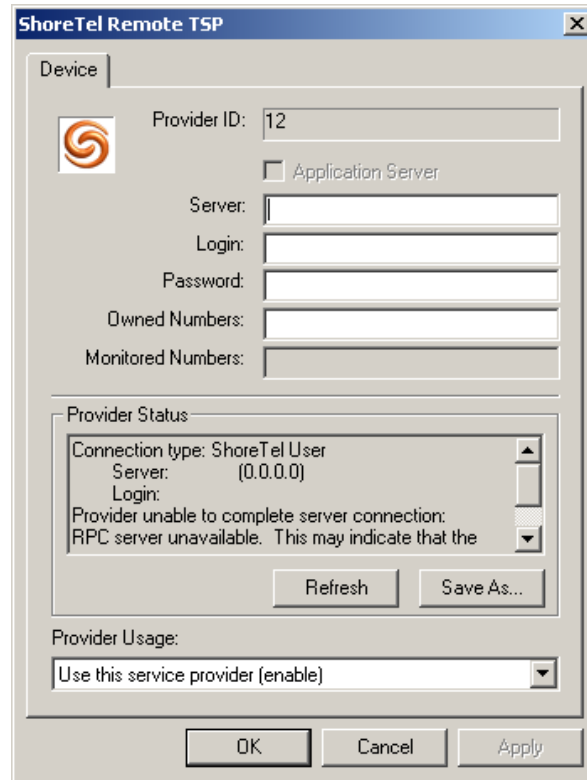 ShoreTel Remote TSP
Device
Provider ID: 12
Application Server
Server:
Login:
Password:
Owned Numbers:
Monitored Numbers:
Provider Status
Connection type: ShoreTel User
Server: (0.0.0.0)
Login:
Provider unable to complete server connection:
RPC server unavailable. This may indicate that the
Refresh Save As...
Provider Usage:
Use this service provider (enable)
OK Cancel Apply